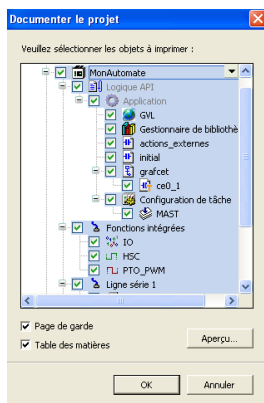 Documenter le projet
Veuillez sélectionner les objets à imprimer :
MonAutomate
Logique API
Application
GVL
Gestionnaire de bibliothè
actions_externes
initial
grafcet
ce0_1
Configuration de tâche
MAST
Fonctions intégrées
IO
HSC
PTO_PWM
Ligne série 1
Page de garde
Table des matières
Aperçu...
OK
Annuler